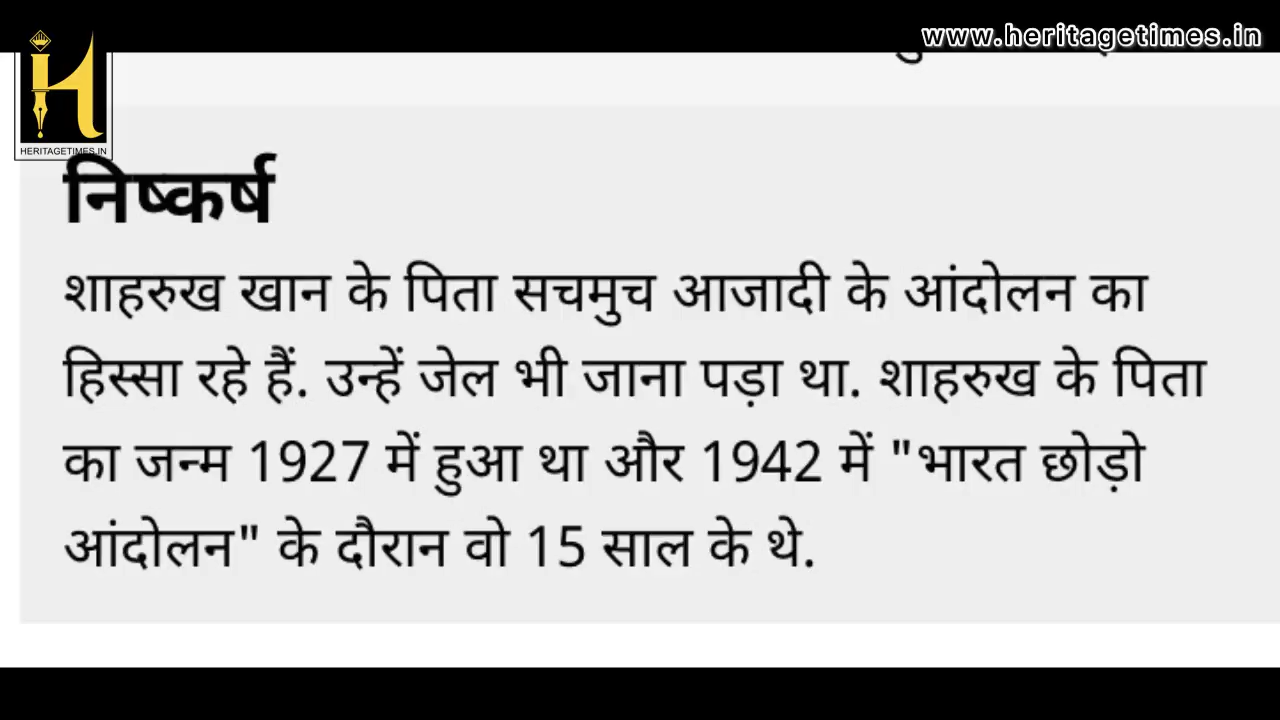 www.heritagetimes.in
HERITAGETIMES.IN
निष्कर्ष
शाहरुख खान के पिता सचमुच आजादी के आंदोलन का
हिस्सा रहे हैं. उन्हें जेल भी जाना पड़ा था. शाहरुख के पिता
का जन्म 1927 में हुआ था और 1942 में "भारत छोड़ो
आंदोलन" के दौरान वो 15 साल के थे.